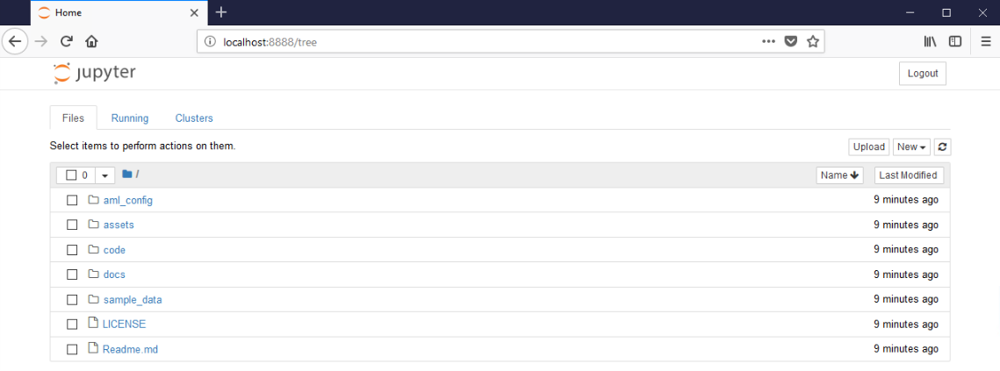 Home
localhost:8888/tree
jupyter
Logout
Files Running Clusters
Select items to perform actions on them.
Upload New
0 / Name Last Modified
aml_config 9 minutes ago
assets 9 minutes ago
code 9 minutes ago
docs 9 minutes ago
sample_data 9 minutes ago
LICENSE 9 minutes ago
Readme.md 9 minutes ago